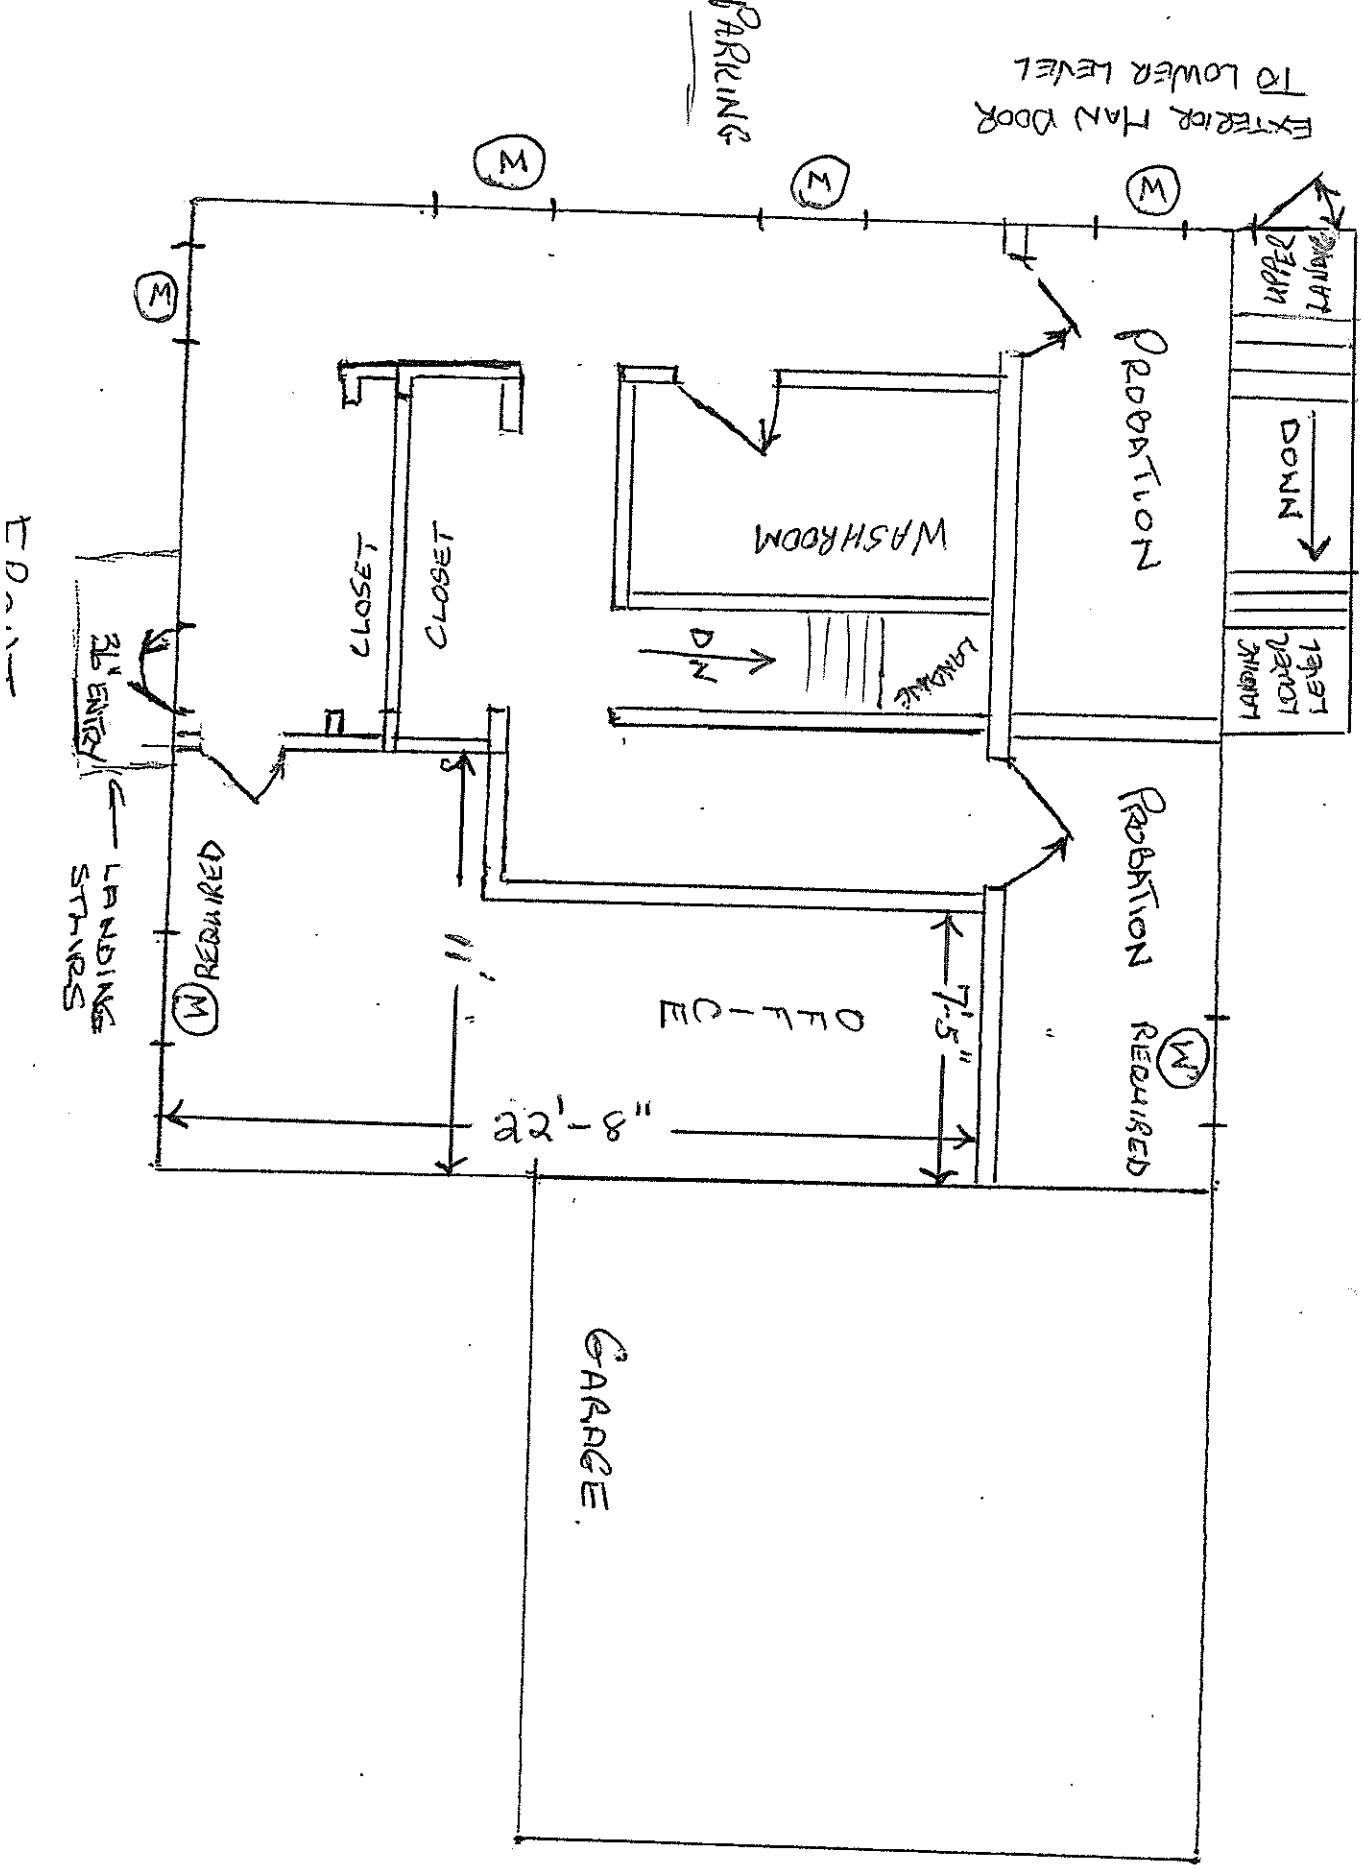 PARKING
EXTERIOR MAN DOOR
TO LOWER LEVEL
W
W
W
W
UPPER
LANDING
DOWN
LOWER
LEVEL
LANDING
PROBATION
WASHROOM
CLOSET
CLOSET
DN
LANDING
36" ENTRY
← LANDING
STAIRS
W REQUIRED
11'
OFFICE
7'-5"
22'-8"
PROBATION
W REQUIRED
GARAGE